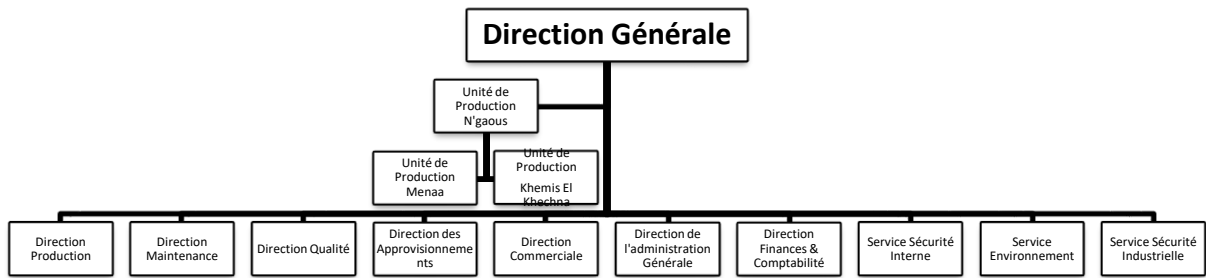 Direction Générale
Unité de
Production
N'gaous
Unité de
Production
Menaa
Unité de
Production
Khemis El
Khechna
Direction
Production
Direction
Maintenance
Direction Qualité
Direction des
Approvisionneme
nts
Direction
Commerciale
Direction de
l'administration
Générale
Direction
Finances &
Comptabilité
Service Sécurité
Interne
Service
Environnement
Service Sécurité
Industrielle